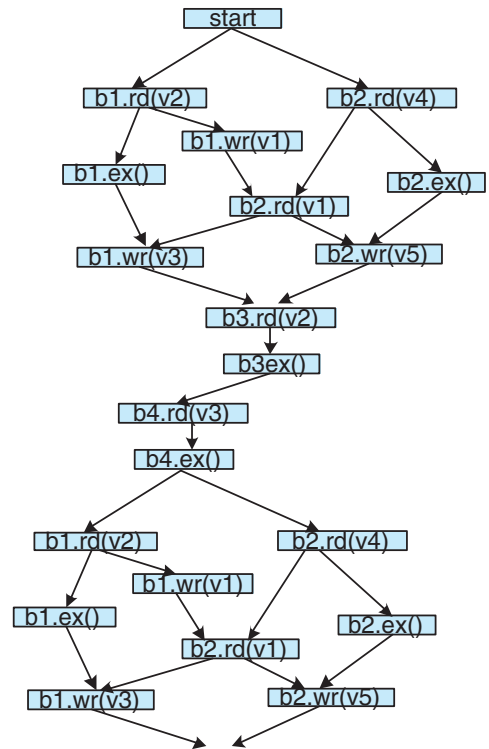 start
b1.rd(v2)
b2.rd(v4)
b1.wr(v1)
b1.ex()
b2.ex()
b2.rd(v1)
b1.wr(v3)
b2.wr(v5)
b3.rd(v2)
b3ex()
b4.rd(v3)
b4.ex()
b1.rd(v2)
b2.rd(v4)
b1.wr(v1)
b1.ex()
b2.ex()
b2.rd(v1)
b1.wr(v3)
b2.wr(v5)